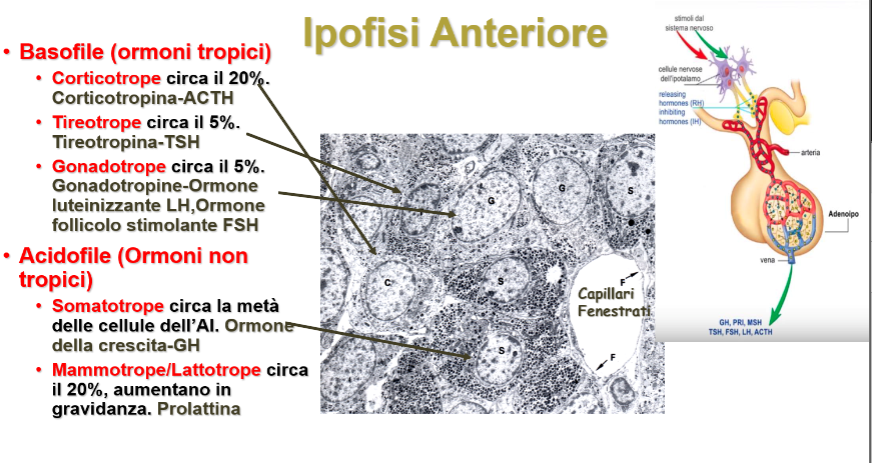 Ipofisi Anteriore
• Basofile (ormoni tropici)
• Corticotrope circa il 20%.
Corticotropina-ACTH
• Tireotrope circa il 5%.
Tireotropina-TSH
• Gonadotrope circa il 5%.
Gonadotropine-Ormone
luteinizzante LH,Ormone
follicolo stimolante FSH
• Acidofile (Ormoni non
tropici)
• Somatotrope circa la metà
delle cellule dell'AI. Ormone
della crescita-GH
• Mammotrope/Lattotrope circa
il 20%, aumentano in
gravidanza. Prolattina
G
G
S
C
S
S
F
Capillari
Fenestrati
F
stimoli dal
sistema nervoso
cellule nervose
dell'ipotalamo
releasing
hormones (RH)
inhibiting
hormones (IH)
arteria
Adenoipo
vena
GH, PRI, MSH
TSH, FSH, LH, ACTH